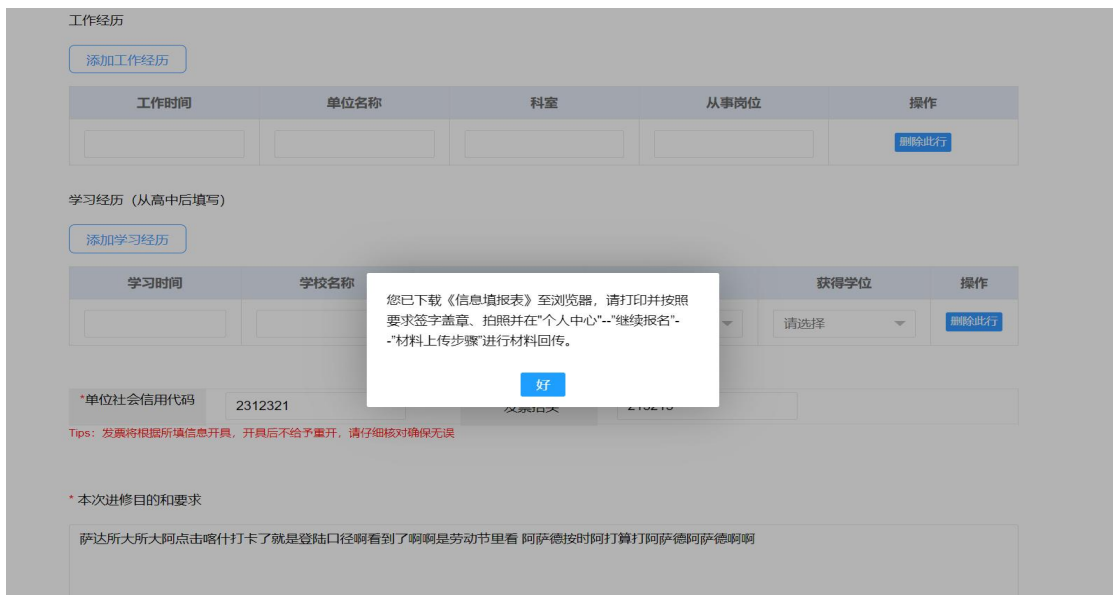 工作经历
添加工作经历
工作时间 单位名称 科室 从事岗位 操作
删除此行
学习经历（从高中后填写）
添加学习经历
学习时间 学校名称 获得学位 操作
您已下载《信息填报表》至浏览器，请打印并按照
要求签字盖章、拍照并在"个人中心"--"继续报名"-
-"材料上传步骤"进行材料回传。
请选择 删除此行
好
*单位社会信用代码 2312321
Tips：发票将根据所填信息开具，开具后不给予重开，请仔细核对确保无误
* 本次进修目的和要求
萨达所大所大阿点击喀什打卡了就是登陆口径啊看到了啊啊是劳动节里看 阿萨德按时阿打算打阿萨德阿萨德啊啊